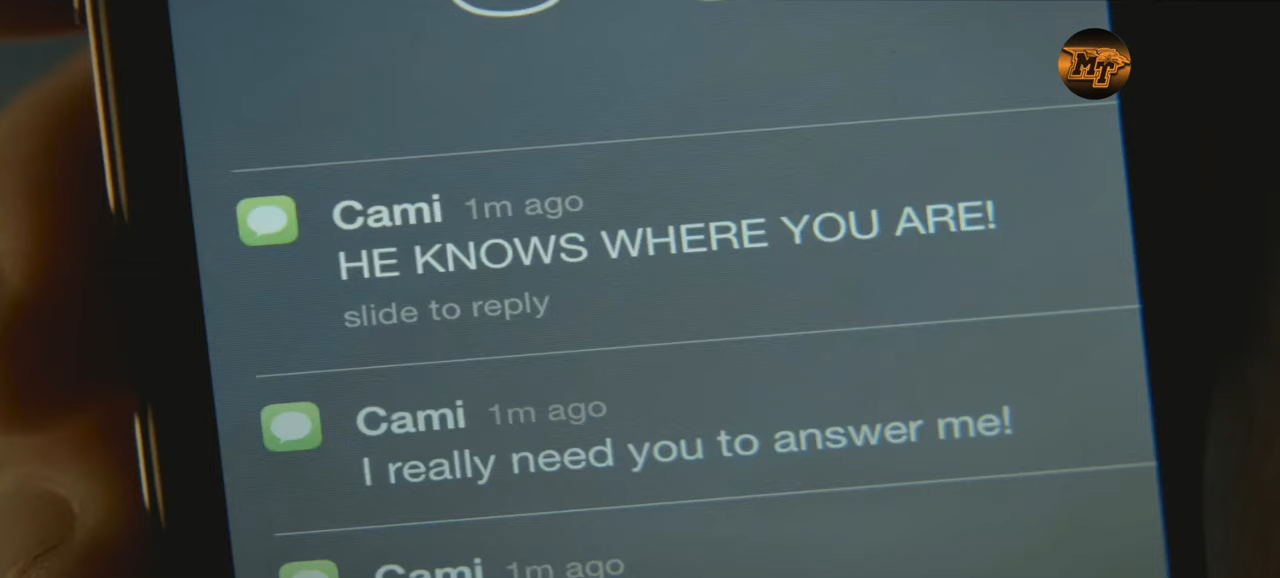 MT
Cami 1m ago
HE KNOWS WHERE YOU ARE!
slide to reply
Cami 1m ago
I really need you to answer me!
Cami 1m ago